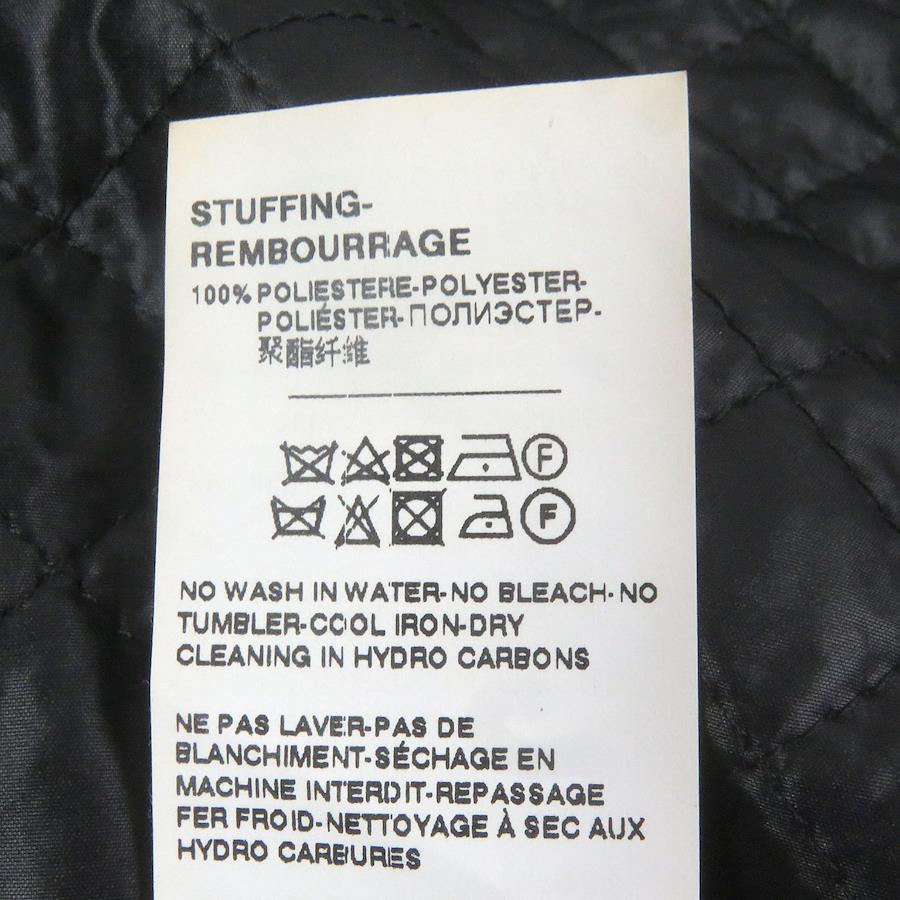 STUFFING-
REMBOURRAGE
100% POLIESTERE-POLYESTER-
POLIÉSTER-ПОЛИЭСТЕР-
聚酯纤维
F
F
NO WASH IN WATER-NO BLEACH-NO
TUMBLER-COOL IRON-DRY
CLEANING IN HYDRO CARBONS
NE PAS LAVER-PAS DE
BLANCHIMENT-SÉCHAGE EN
MACHINE INTERDIT-REPASSAGE
FER FROID-NETTOYAGE À SEC AUX
HYDRO CARBURES